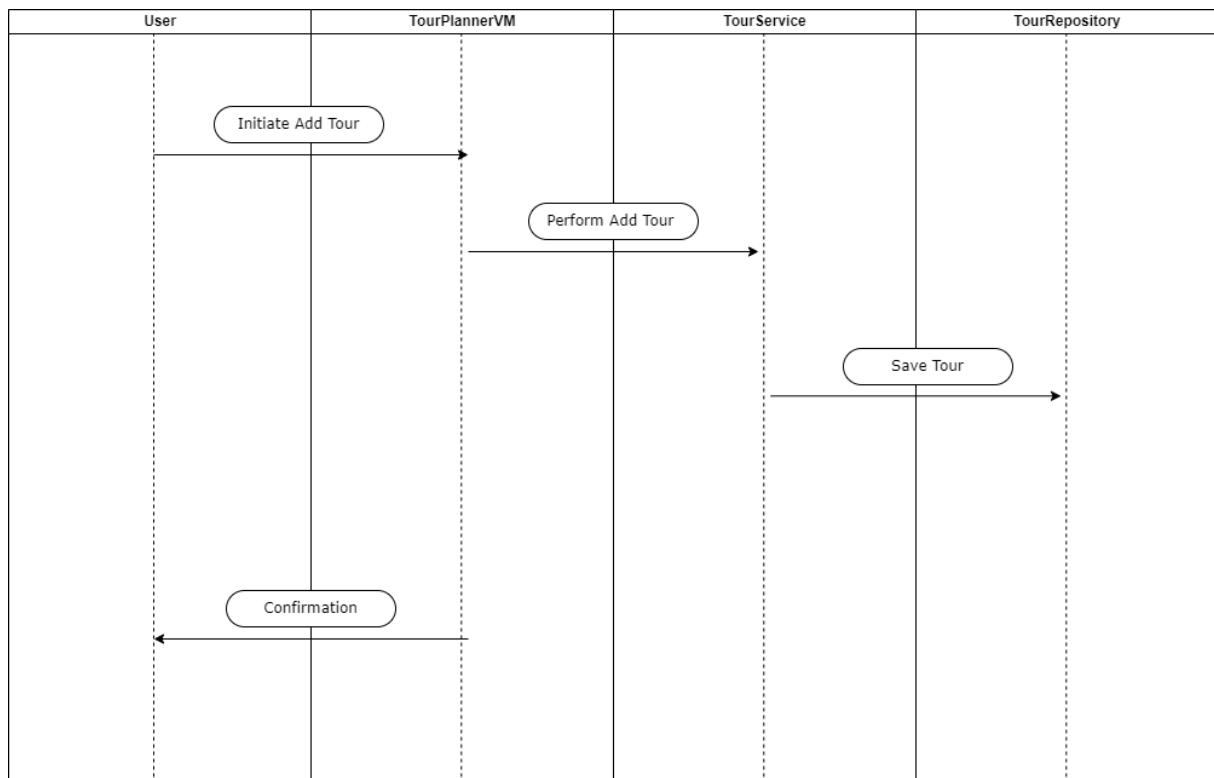 User TourPlannerVM TourService TourRepository
Initiate Add Tour
Perform Add Tour
Save Tour
Confirmation